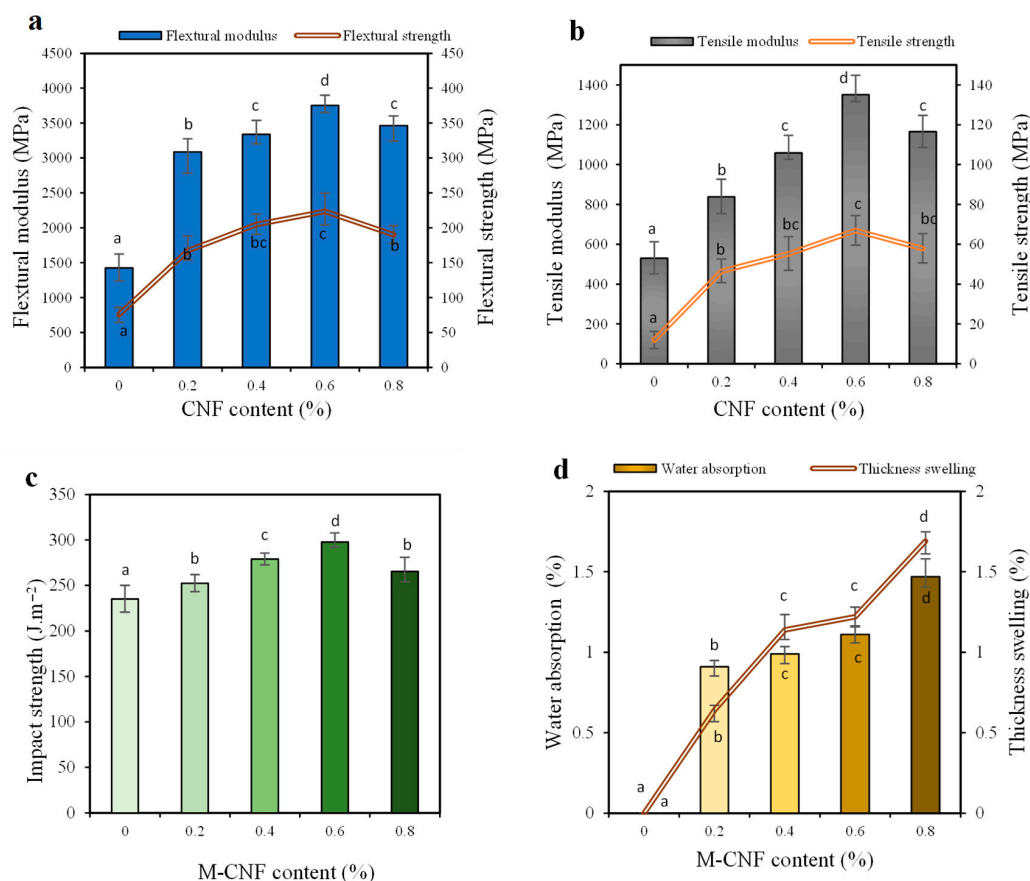 a
Flextural modulus
Flextural strength
4500
4000
3500
3000
2500
2000
1500
1000
500
0
Flextural modulus (MPa)
450
400
350
300
250
200
150
100
50
0
Flextural strength (MPa)
a
b
c
d
c
a
b
bc
c
b
0 0.2 0.4 0.6 0.8
CNF content (%)
b
Tensile modulus
Tensile strength
1400
1200
1000
800
600
400
200
0
Tensile modulus (MPa)
140
120
100
80
60
40
20
0
Tensile strength (MPa)
a
b
c
d
c
a
b
bc
c
bc
0 0.2 0.4 0.6 0.8
CNF content (%)
c
350
300
250
200
150
100
50
0
Impact strength (J.m⁻²)
a
b
c
d
b
0 0.2 0.4 0.6 0.8
M-CNF content (%)
d
Water absorption
Thickness swelling
2
1.5
1
0.5
0
Water absorption (%)
2
1.5
1
0.5
0
Thickness swelling (%)
a
b
c
c
d
a
b
c
c
d
0 0.2 0.4 0.6 0.8
M-CNF content (%)